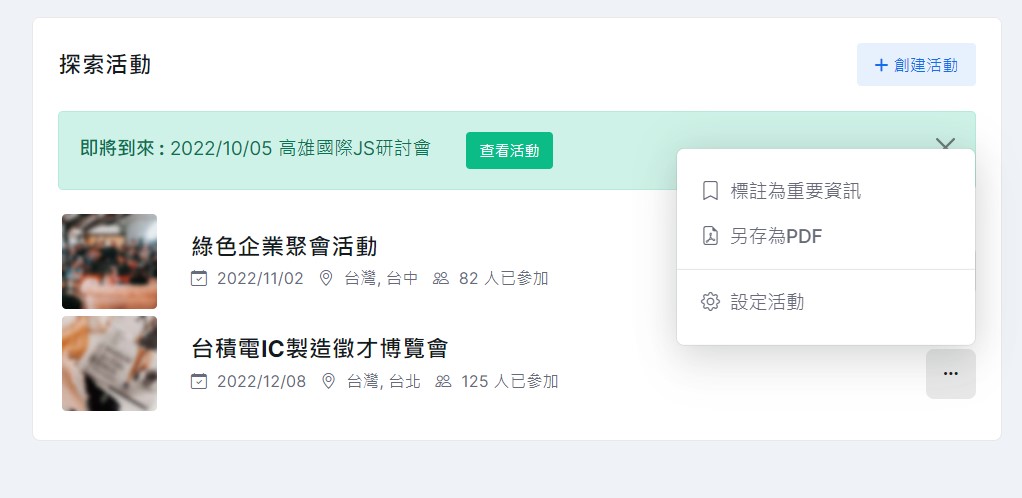 探索活動
+ 創建活動
即將到來 : 2022/10/05 高雄國際JS研討會
查看活動
標註為重要資訊
另存為PDF
設定活動
綠色企業聚會活動
2022/11/02 台灣, 台中 82 人已參加
台積電IC製造徵才博覽會
2022/12/08 台灣, 台北 125 人已參加